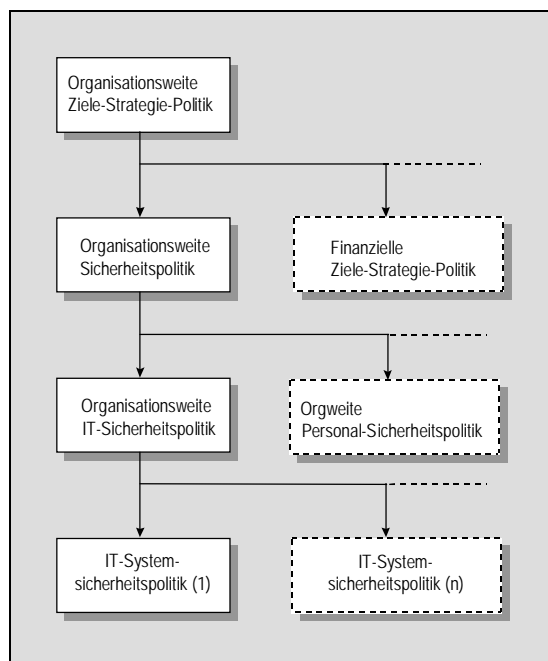 Organisationsweite
Ziele-Strategie-Politik
Organisationsweite
Sicherheitspolitik
Finanzielle
Ziele-Strategie-Politik
Organisationsweite
IT-Sicherheitspolitik
Orgweite
Personal-Sicherheitspolitik
IT-System-
sicherheitspolitik (1)
IT-System-
sicherheitspolitik (n)